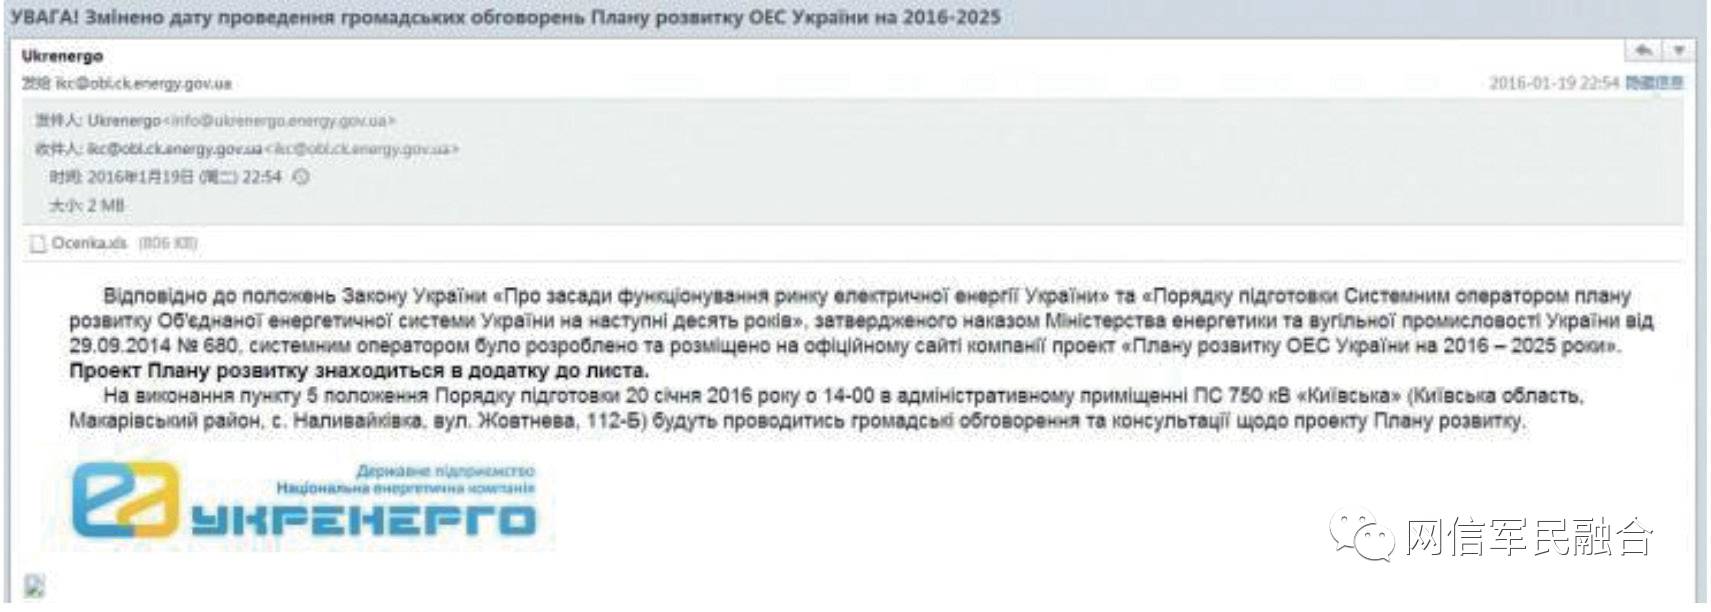 УВАГА! Змінено дату проведення громадських обговорень Плану розвитку ОЕС України на 2016-2025
Ukrenergo
发给 ikc@obl.ck.energy.gov.ua
2016-01-19 22:54 隐藏信息
发件人: Ukrenergo<info@ukrenergo.energy.gov.ua>
收件人: ikc@obl.ck.energy.gov.ua<ikc@obl.ck.energy.gov.ua>
时间: 2016年1月19日 (周二) 22:54
大小: 2 MB
Ocenka.xls (806 KB)
Відповідно до положень Закону України «Про засади функціонування ринку електричної енергії України» та «Порядку підготовки Системним оператором плану
розвитку Об'єднаної енергетичної системи України на наступні десять років», затвердженого наказом Міністерства енергетики та вугільної промисловості України від
29.09.2014 № 680, системним оператором було розроблено та розміщено на офіційному сайті компанії проект «Плану розвитку ОЕС України на 2016 – 2025 роки».
Проект Плану розвитку знаходиться в додатку до листа.
На виконання пункту 5 положення Порядку підготовки 20 січня 2016 року о 14-00 в адміністративному приміщенні ПС 750 кВ «Київська» (Київська область,
Макарівський район, с. Наливайківка, вул. Жовтнева, 112-Б) будуть проводитись громадські обговорення та консультації щодо проекту Плану розвитку.
Державне підприємство
Національна енергетична компанія
УКРЕНЕРГО
网信军民融合